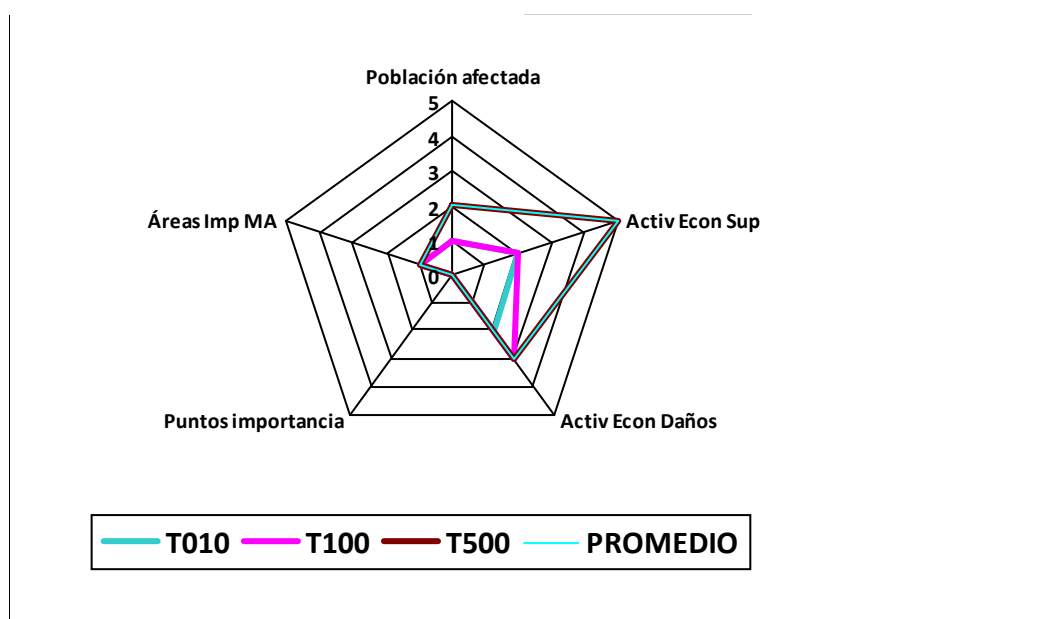 Población afectada
5
4
3
2
1
0
Áreas Imp MA
Activ Econ Sup
Puntos importancia
Activ Econ Daños
T010 T100 T500 PROMEDIO